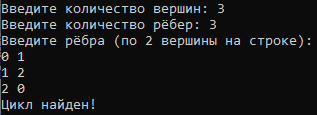 Введите количество вершин: 3
Введите количество рёбер: 3
Введите рёбра (по 2 вершины на строке):
0 1
1 2
2 0
Цикл найден!